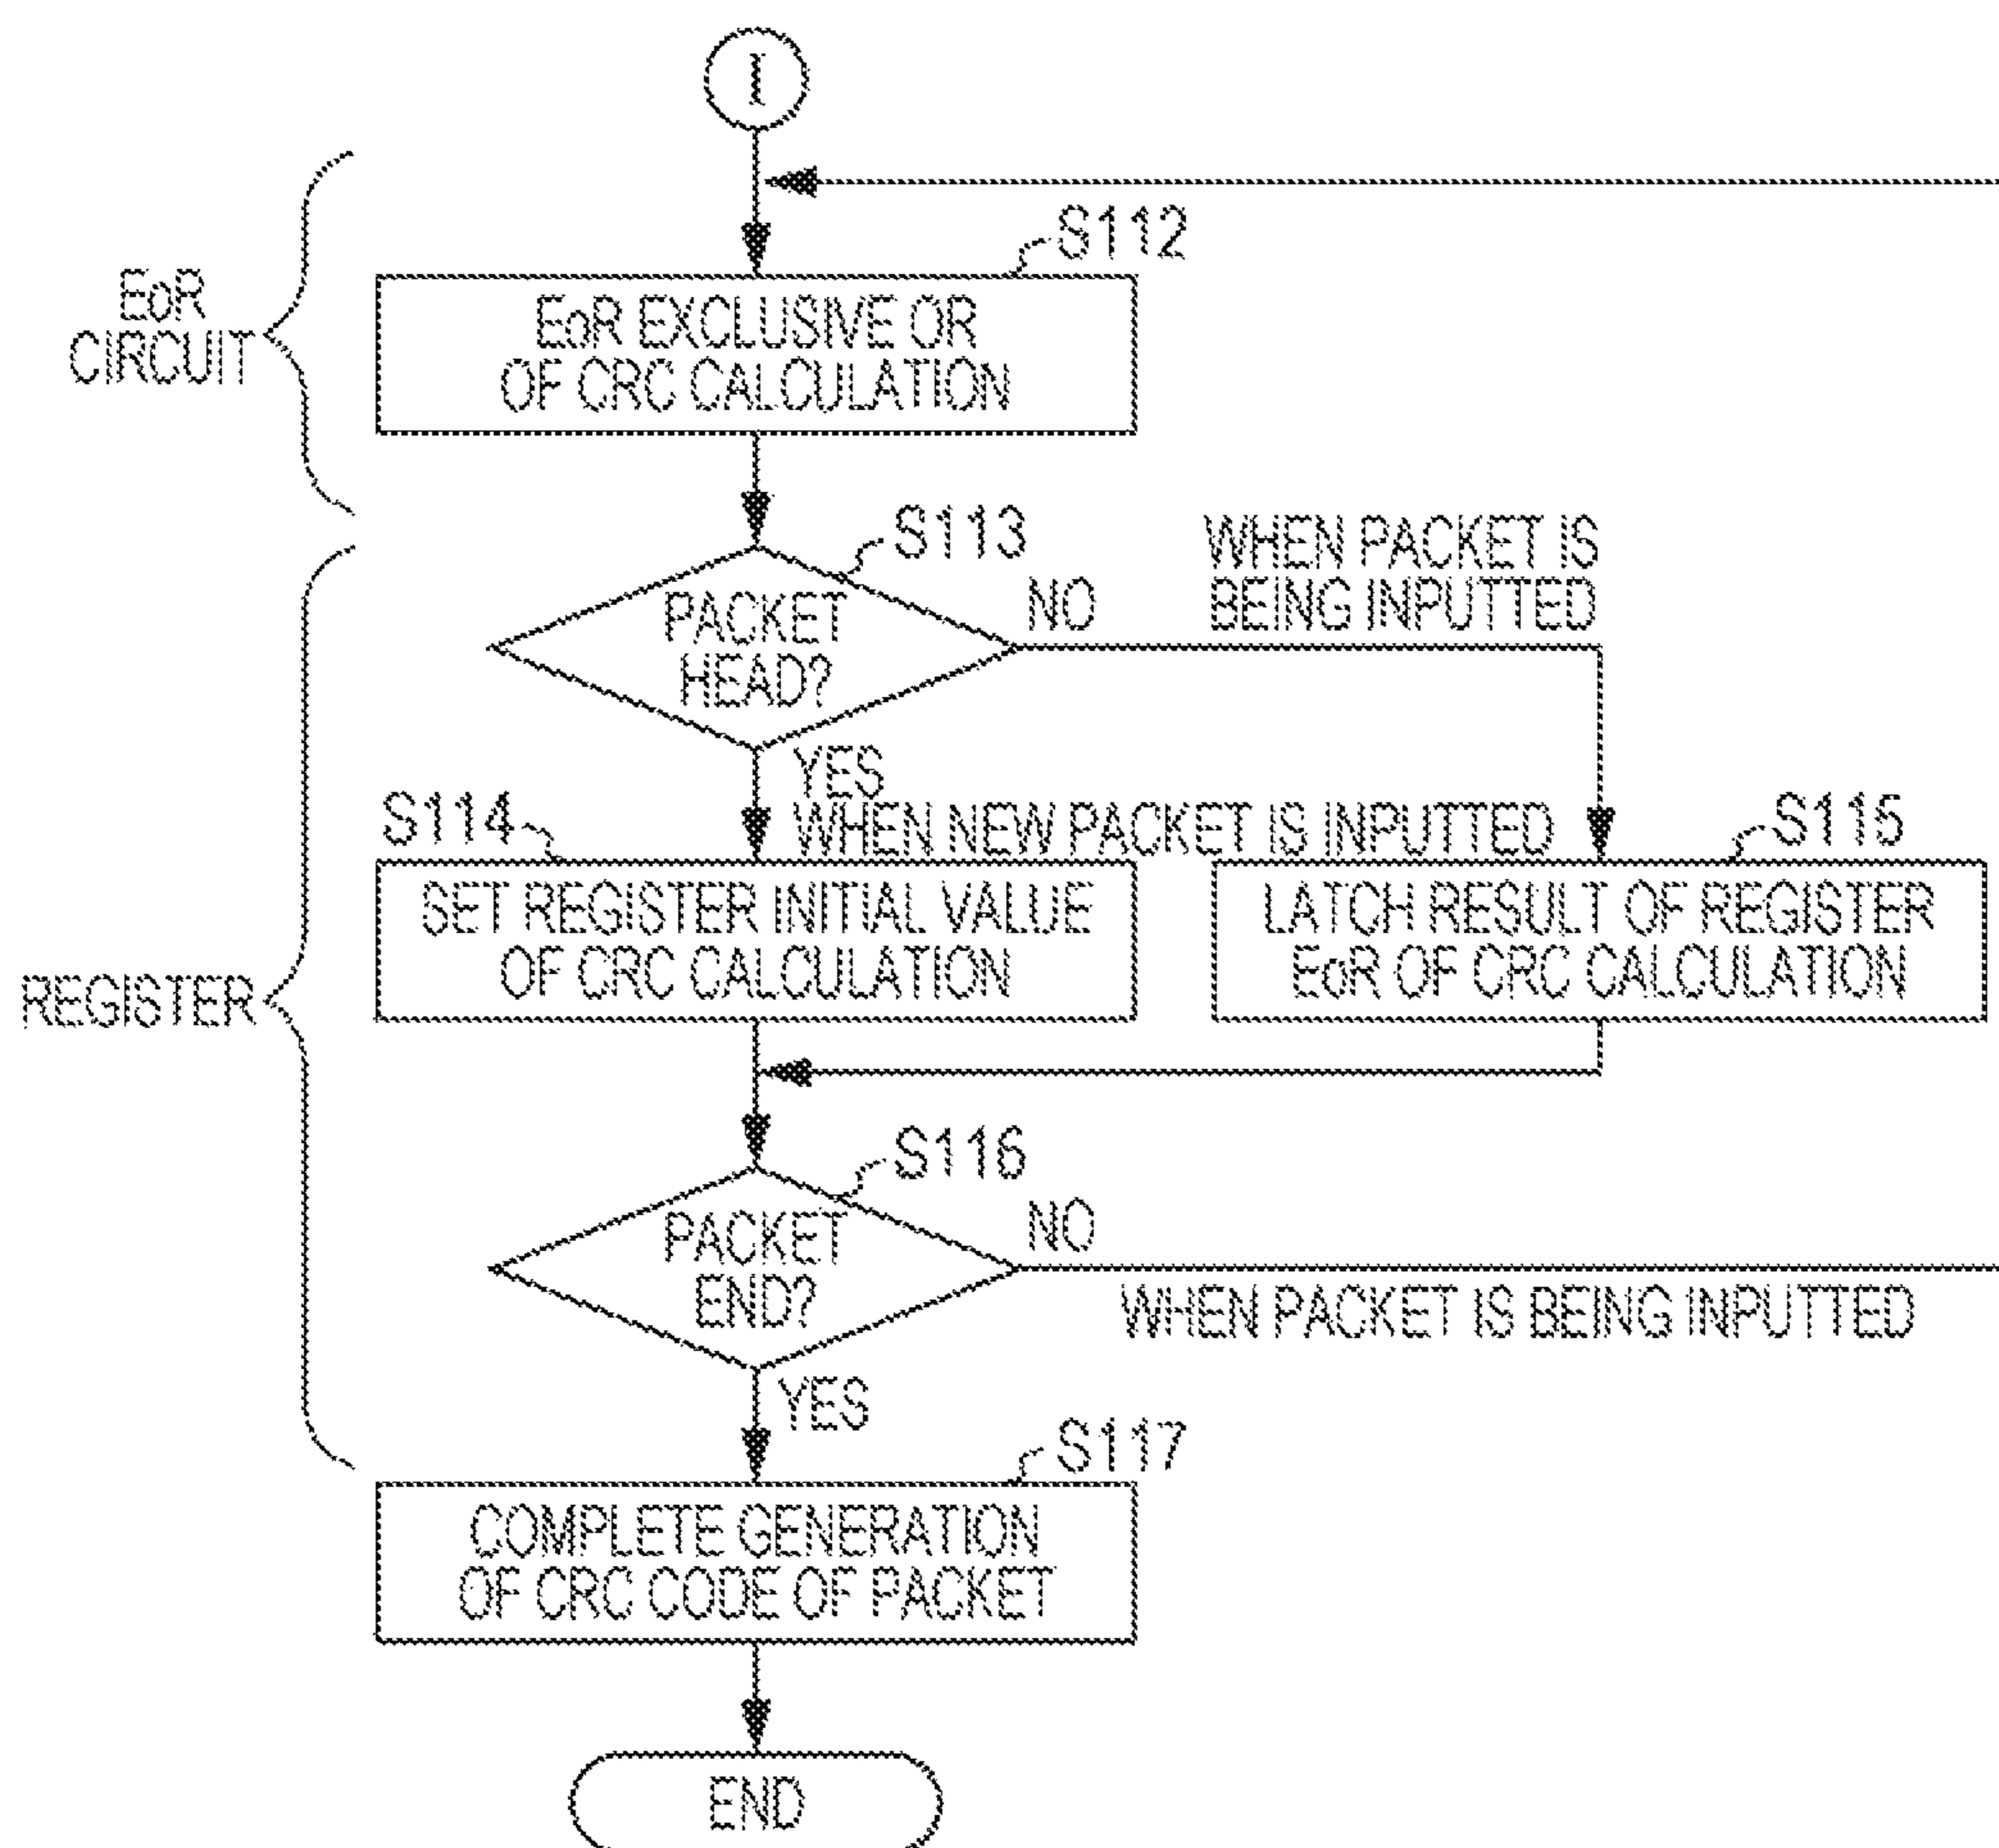 I
S112
EoR
CIRCUIT
EoR EXCLUSIVE OR
OF CRC CALCULATION
S113
WHEN PACKET IS
BEING INPUTTED
NO
PACKET
HEAD?
YES
WHEN NEW PACKET IS INPUTTED
S114
S115
SET REGISTER INITIAL VALUE
OF CRC CALCULATION
LATCH RESULT OF REGISTER
EoR OF CRC CALCULATION
REGISTER
S116
NO
PACKET
END?
WHEN PACKET IS BEING INPUTTED
YES
S117
COMPLETE GENERATION
OF CRC CODE OF PACKET
END